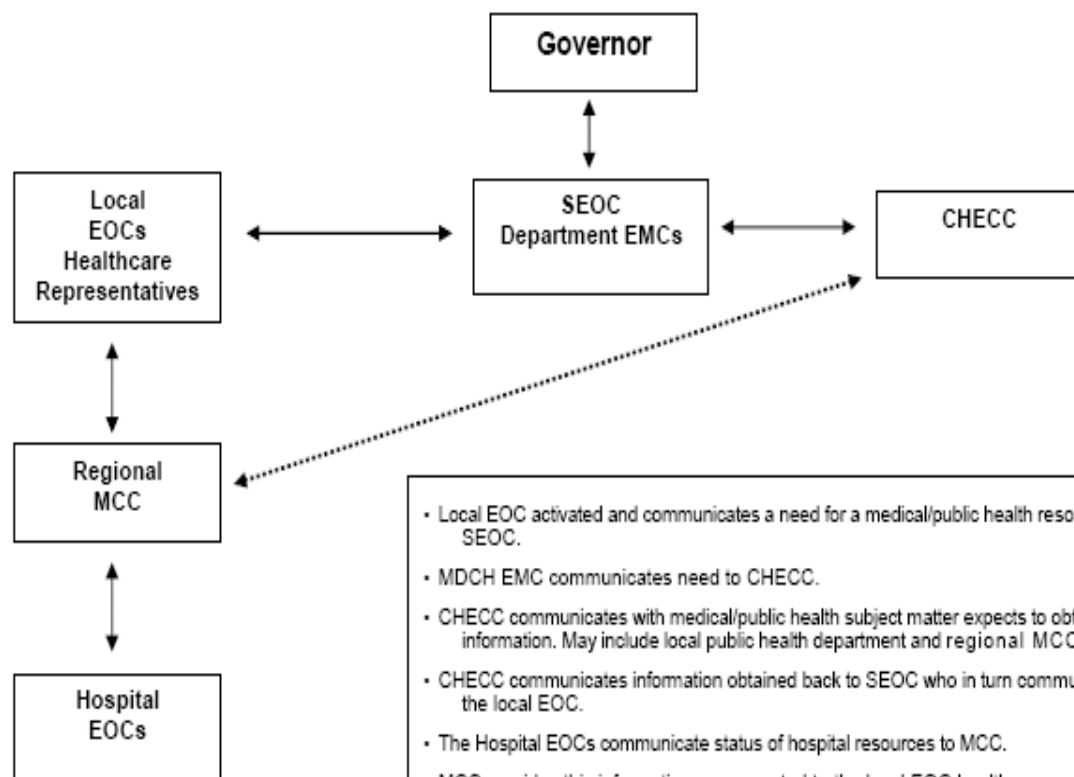 Governor
Local
EOCs
Healthcare
Representatives
SEOC
Department EMCs
CHECC
Regional
MCC
Hospital
EOCs
• Local EOC activated and communicates a need for a medical/public health
SEOC.
• MDCH EMC communicates need to CHECC.
• CHECC communicates with medical/public health subject matter expects to
information. May include local public health department and regional MCC
• CHECC communicates information obtained back to SEOC who in turn
the local EOC.
• The Hospital EOCs communicate status of hospital resources to MCC.